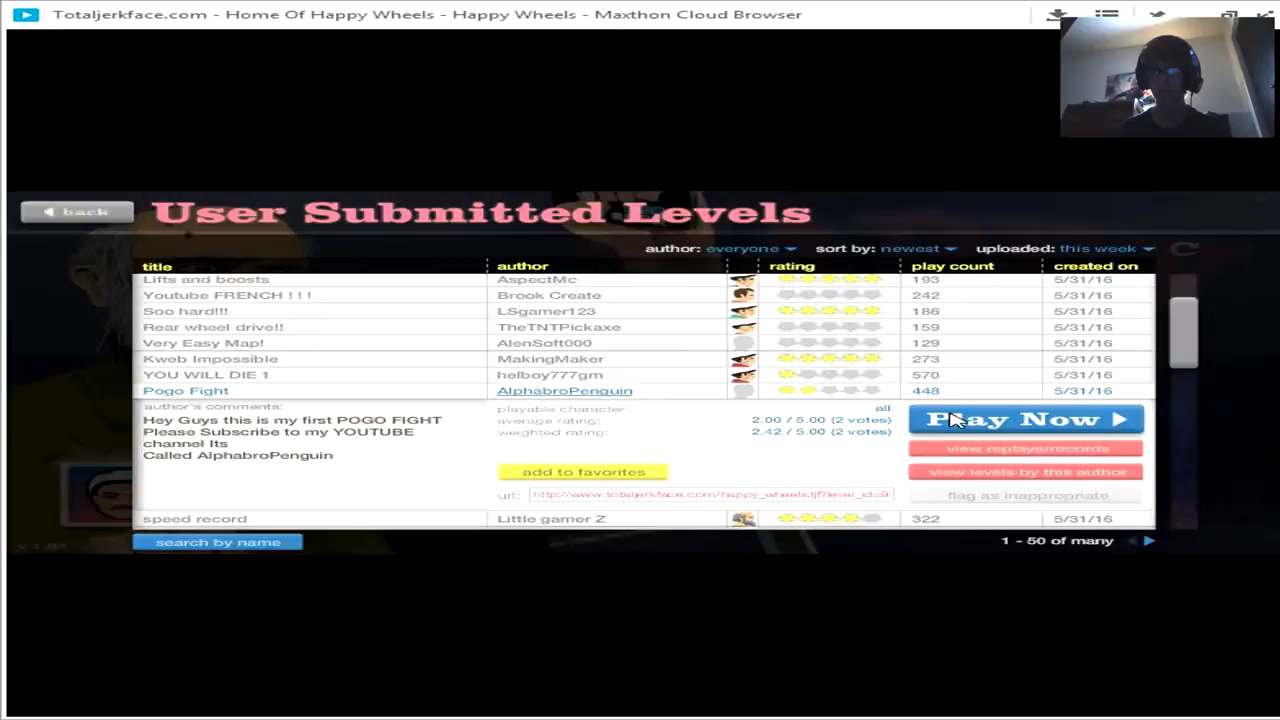 Totaljerkface.com - Home Of Happy Wheels - Happy Wheels - Maxthon Cloud Browser
back
User Submitted Levels
author: everyone sort by: newest uploaded: this week
title author rating play count created on
Lifts and boosts AspectMc 193 5/31/16
Youtube FRENCH ! ! ! Brook Create 242 5/31/16
Soo hard!!! LSgamer123 186 5/31/16
Rear wheel drive!! TheTNTPickaxe 159 5/31/16
Very Easy Map! AlenSoft000 129 5/31/16
Kweb Impossible MakingMaker 273 5/31/16
YOU WILL DIE 1 helboy777gm 570 5/31/16
Pogo Fight AlphabroPenguin 448 5/31/16
author's comments:
Hey Guys this is my first POGO FIGHT
Please Subscribe to my YOUTUBE
channel Its
Called AlphabroPenguin
playable character: all
average rating: 2.00 / 5.00 (2 votes)
weighted rating: 2.42 / 5.00 (2 votes)
add to favorites
url: http://www.totaljerkface.com/happy_wheels.tjf?level_id=9
Play Now
view replays/records
view levels by this author
flag as inappropriate
speed record Little gamer Z 322 5/31/16
search by name
1 - 50 of many